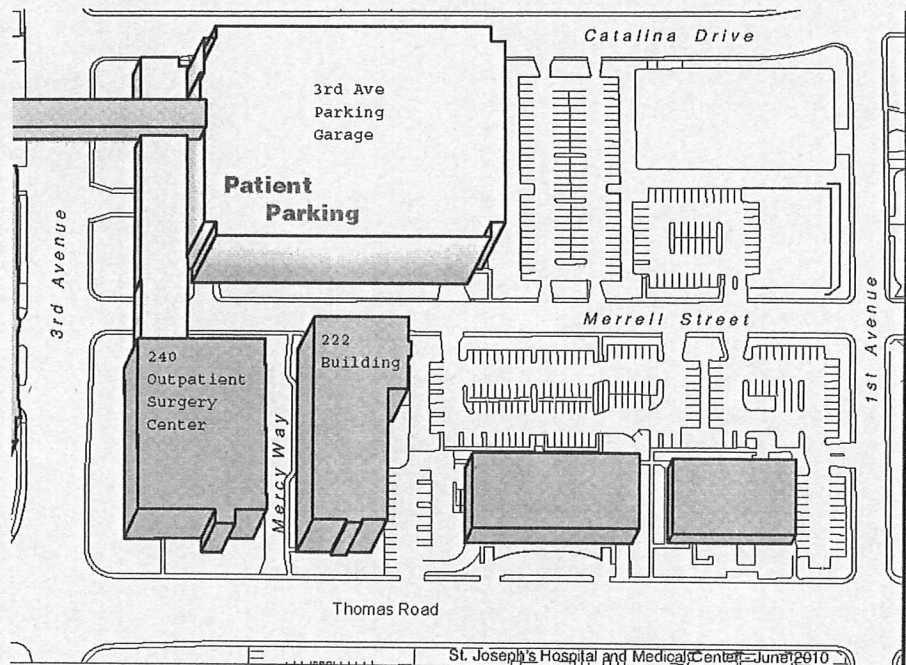 Catalina Drive
3rd Ave
Parking
Garage
Patient
Parking
3rd Avenue
Merrell Street
1st Avenue
240
Outpatient
Surgery
Center
222
Building
Mercy Way
Thomas Road
St. Joseph's Hospital and Medical Center - June 2010